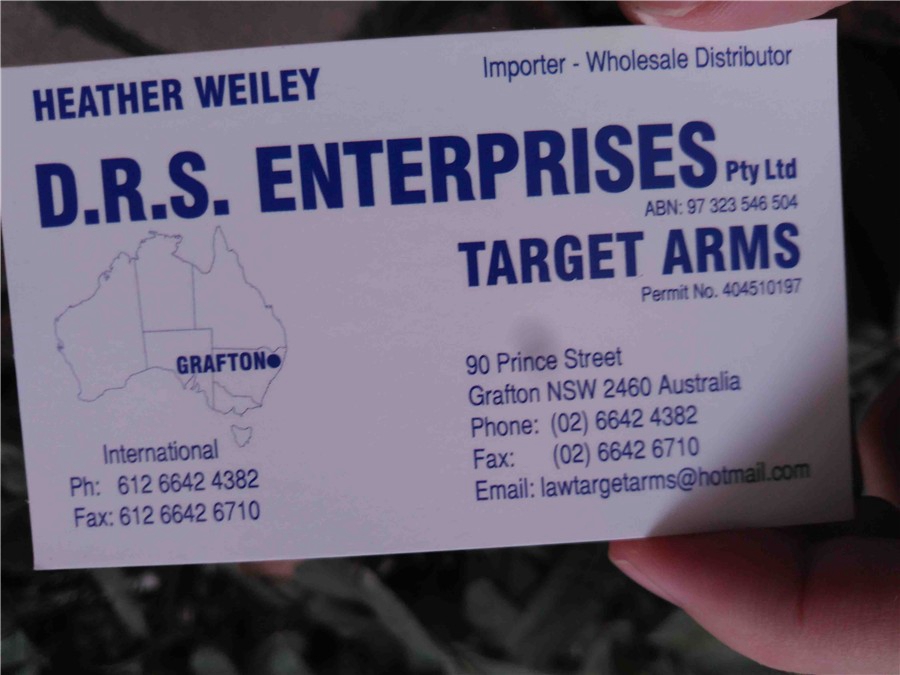 HEATHER WEILEY
Importer - Wholesale Distributor
D.R.S. ENTERPRISES Pty Ltd
ABN: 97 323 546 504
TARGET ARMS
Permit No. 404510197
GRAFTON
90 Prince Street
Grafton NSW 2460 Australia
Phone: (02) 6642 4382
Fax: (02) 6642 6710
Email: lawtargetarms@hotmail.com
International
Ph: 612 6642 4382
Fax: 612 6642 6710